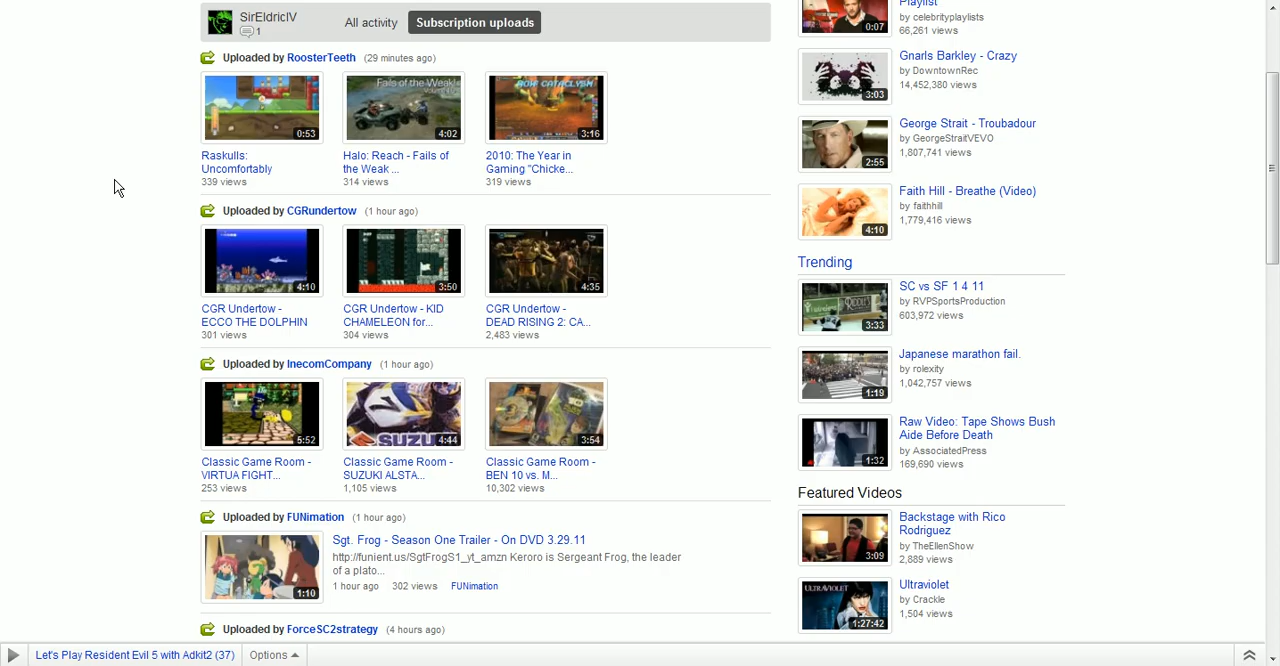 SirEldricIV
1
All activity
Subscription uploads
Uploaded by RoosterTeeth (29 minutes ago)
0:53
Fails of the Weak
4:02
ROBI CATACLYSM
3:16
Raskulls:
Uncomfortably
339 views
Halo: Reach - Fails of
the Weak ...
314 views
2010: The Year in
Gaming "Chicke...
319 views
Uploaded by CGRundertow (1 hour ago)
4:10
3:50
4:35
CGR Undertow -
ECCO THE DOLPHIN
301 views
CGR Undertow - KID
CHAMELEON for...
304 views
CGR Undertow -
DEAD RISING 2: CA...
2,483 views
Uploaded by InecomCompany (1 hour ago)
5:52
SUZU
4:44
3:54
Classic Game Room -
VIRTUA FIGHT...
253 views
Classic Game Room -
SUZUKI ALSTA...
1,105 views
Classic Game Room -
BEN 10 vs. M...
10,302 views
Uploaded by FUNimation (1 hour ago)
1:10
Sgt. Frog - Season One Trailer - On DVD 3.29.11
http://funient.us/SgtFrogS1_yt_amzn Keroro is Sergeant Frog, the leader
of a plato...
1 hour ago 302 views FUNimation
Uploaded by ForceSC2strategy (4 hours ago)
Playlist
by celebrityplaylists
66,261 views
0:07
Gnarls Barkley - Crazy
by DowntownRec
14,452,380 views
3:03
George Strait - Troubadour
by GeorgeStraitVEVO
1,807,741 views
2:55
Faith Hill - Breathe (Video)
by faithhill
1,779,416 views
4:10
Trending
SC vs SF 1 4 11
by RVPSportsProduction
603,972 views
3:33
Japanese marathon fail.
by rolexity
1,042,757 views
1:19
Raw Video: Tape Shows Bush
Aide Before Death
by AssociatedPress
169,690 views
1:32
Featured Videos
Backstage with Rico
Rodriguez
by TheEllenShow
2,889 views
3:09
Ultraviolet
by Crackle
1,504 views
ULTRAVIOLET
1:27:42
Let's Play Resident Evil 5 with Adkit2 (37)
Options